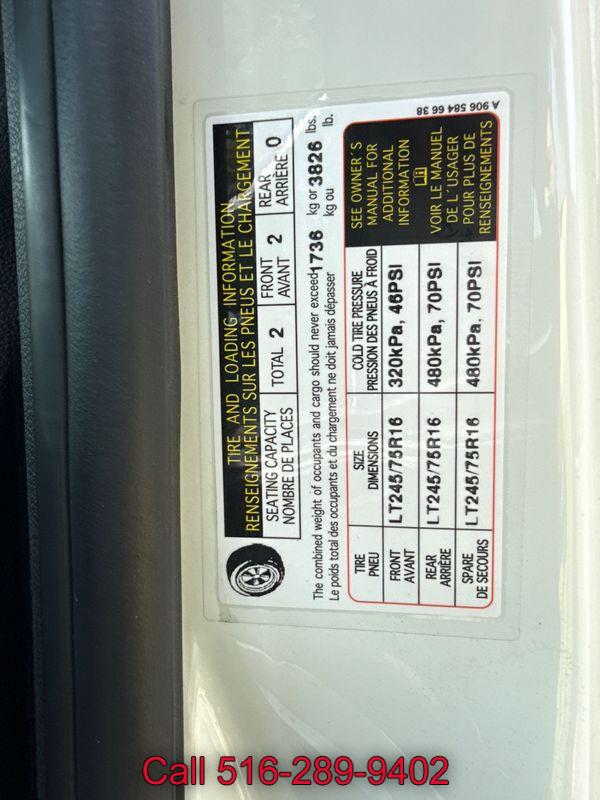 TIRE AND LOADING INFORMATION
RENSEIGNEMENTS SUR LES PNEUS ET LE CHARGEMENT
SEATING CAPACITY
NOMBRE DE PLACES
TOTAL 2
FRONT
AVANT 2
REAR
ARRIÈRE 0
The combined weight of occupants and cargo should never exceed 1736 kg or 3826 lbs.
Le poids total des occupants et du chargement ne doit jamais dépasser kg ou lb.
TIRE
PNEU
SIZE
DIMENSIONS
COLD TIRE PRESSURE
PRESSION DES PNEUS À FROID
FRONT
AVANT
LT245/75R16
320kPa, 46PSI
REAR
ARRIÈRE
LT245/75R16
480kPa, 70PSI
SPARE
DE SECOURS
LT245/75R16
480kPa, 70PSI
SEE OWNER'S
MANUAL FOR
ADDITIONAL
INFORMATION
VOIR LE MANUEL
DE L'USAGER
POUR PLUS DE
RENSEIGNEMENTS
A 906 584 66 38
Call 516-289-9402